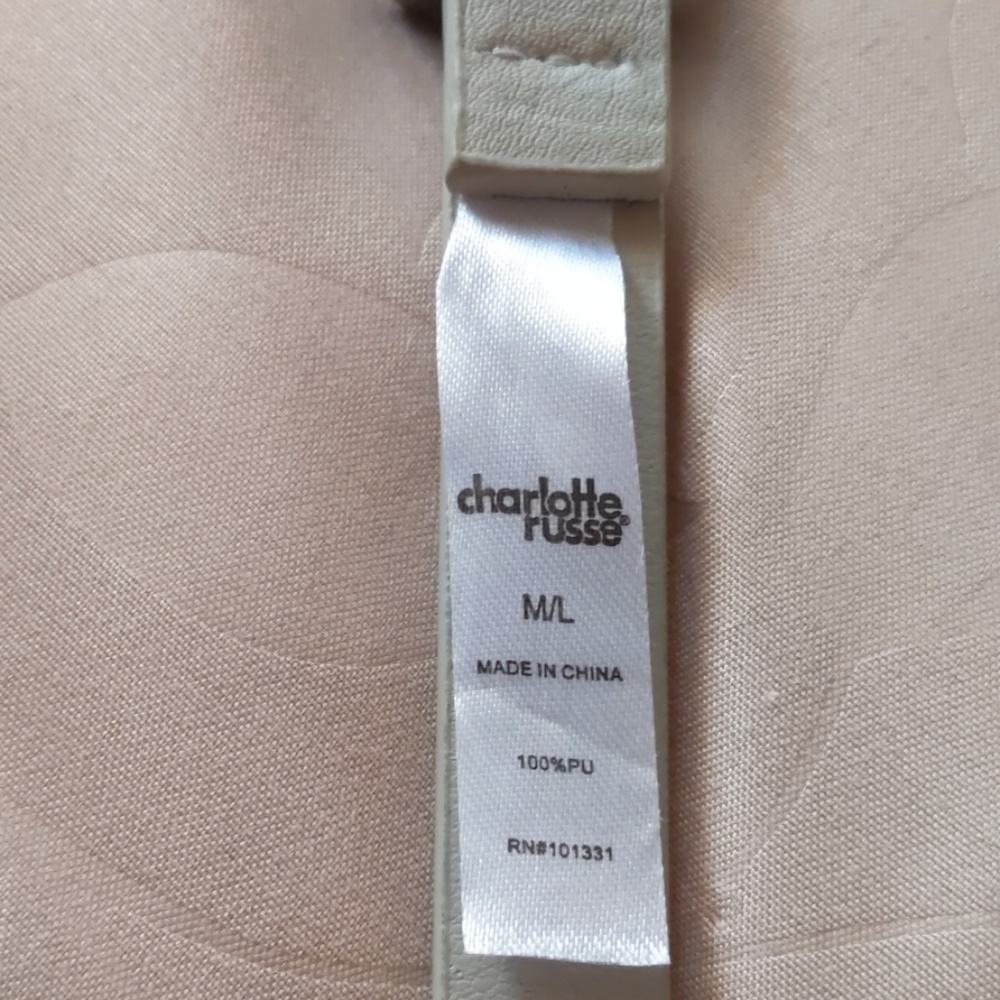 charlotte
russe®
M/L
MADE IN CHINA
100%PU
RN#101331